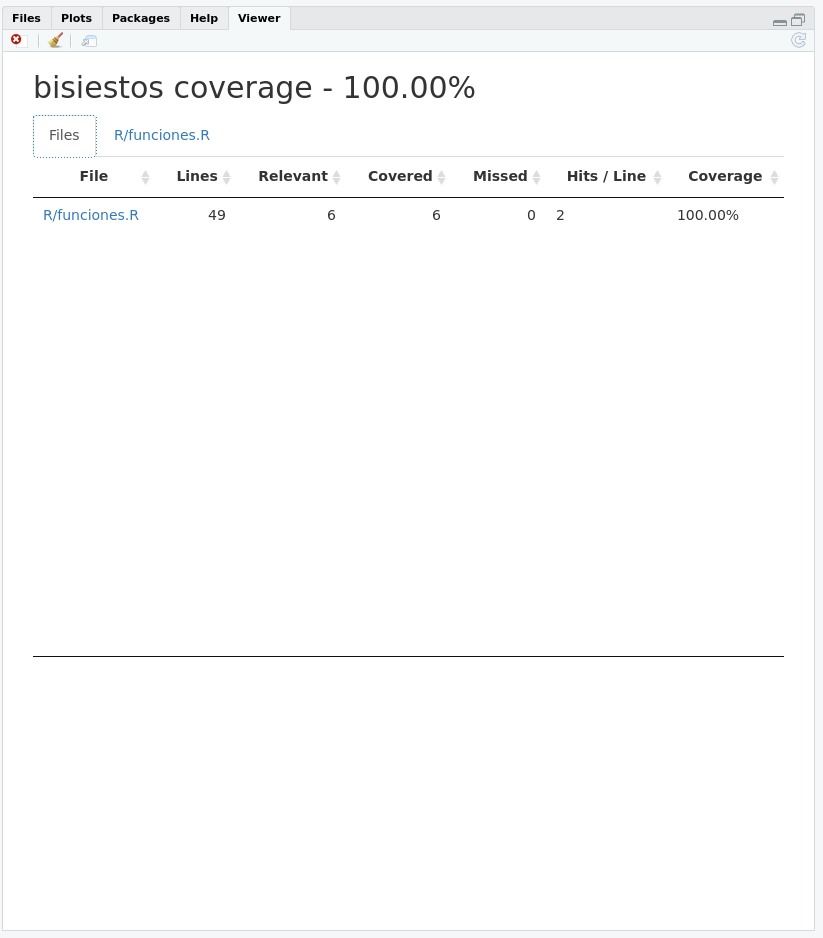 Files Plots Packages Help Viewer
bisiestos coverage - 100.00%
Files R/funciones.R
File Lines Relevant Covered Missed Hits / Line Coverage
R/funciones.R 49 6 6 0 2 100.00%